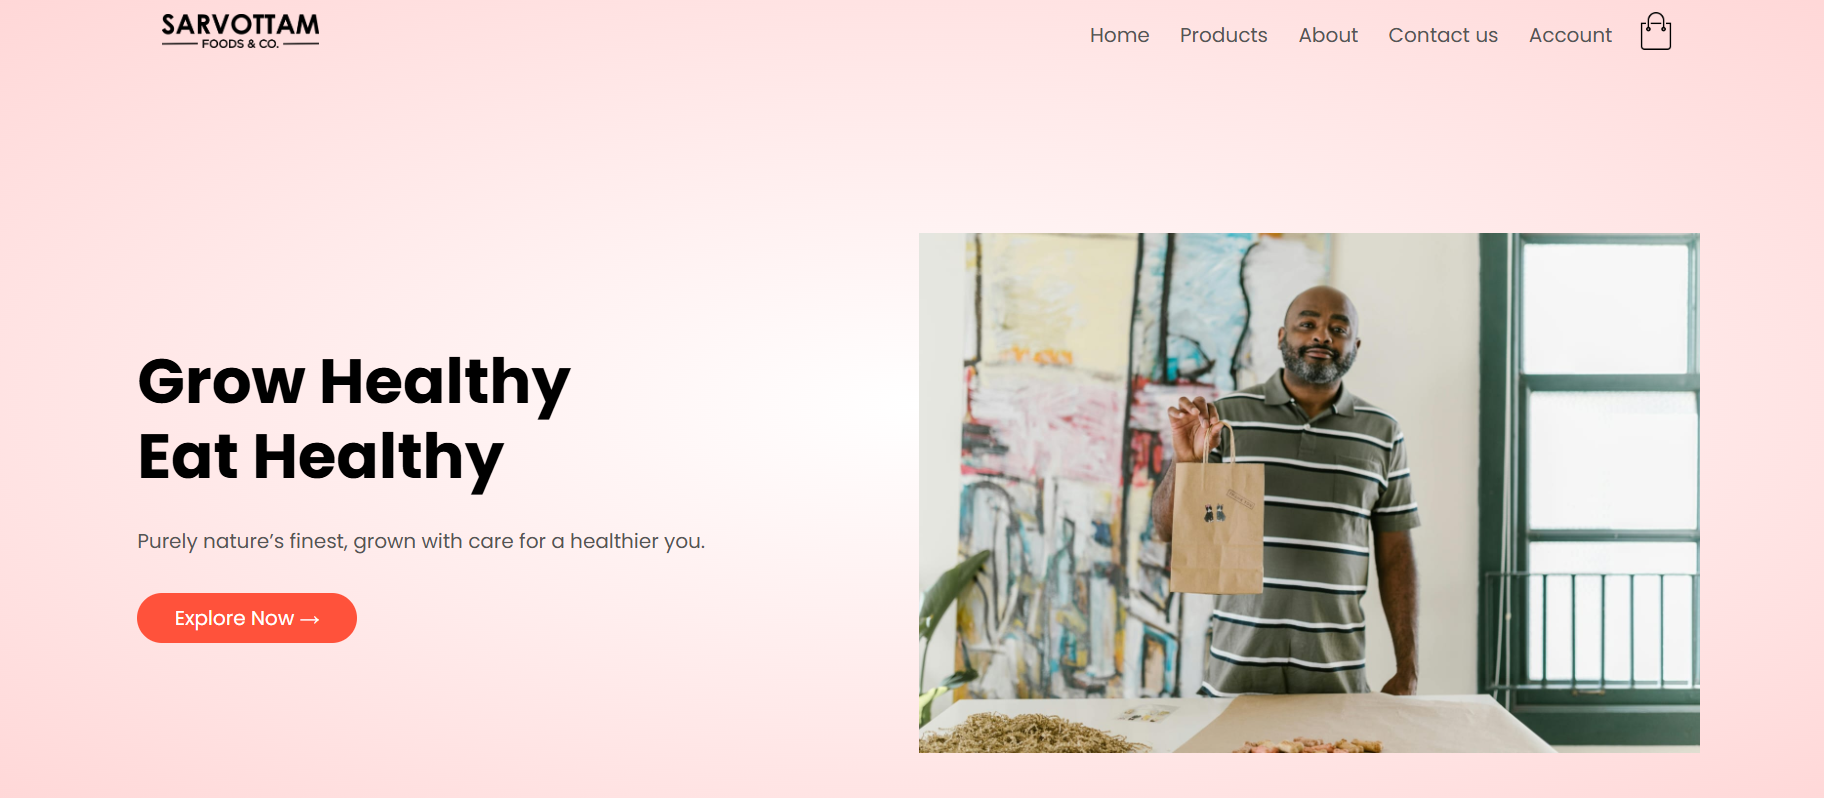 SARVOTTAM
FOODS & CO.
Home Products About Contact us Account
Grow Healthy
Eat Healthy
Purely nature’s finest, grown with care for a healthier you.
Explore Now →